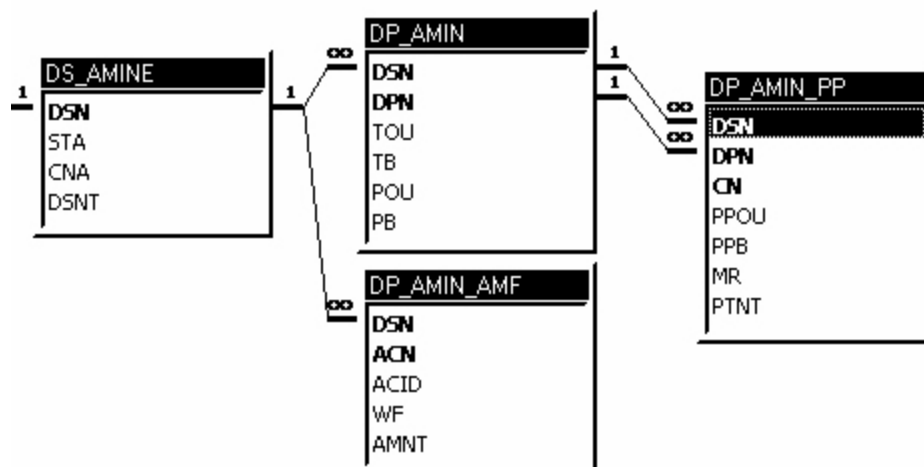 1
DS_AMINE
DSN
STA
CNA
DSNT
1
∞
DP_AMIN
DSN
DPN
TOU
TB
POU
PB
1
1
∞
∞
DP_AMIN_PP
DSN
DPN
CN
PPOU
PPB
MR
PTNT
∞
DP_AMIN_AMF
DSN
ACN
ACID
WF
AMNT